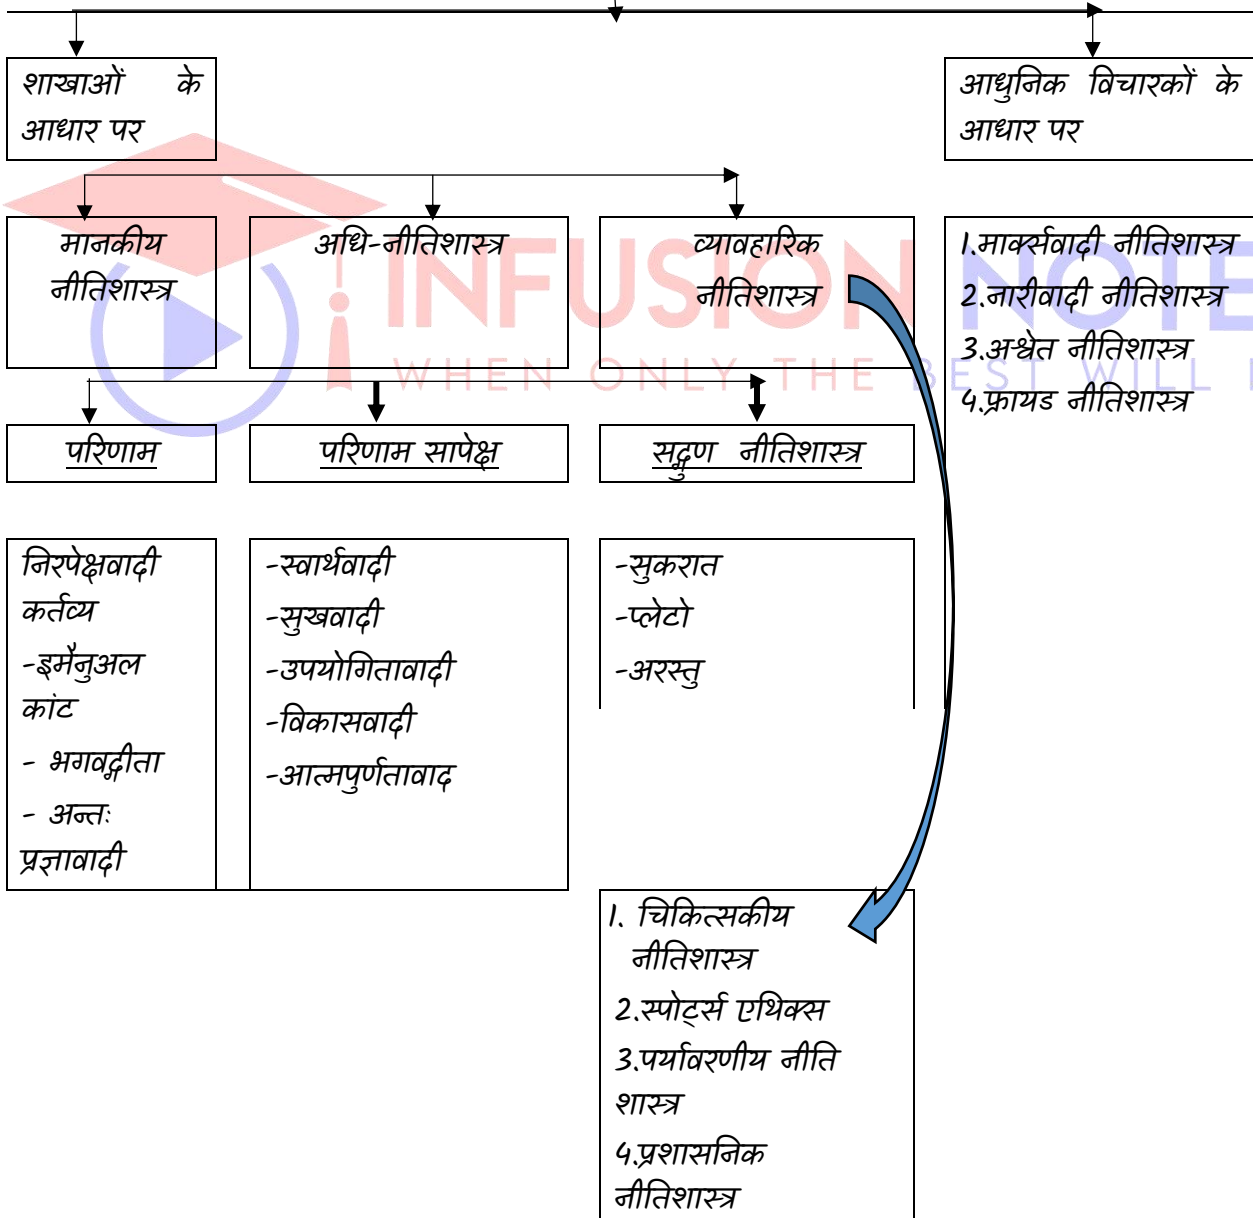 शाखाओं के
आधार पर
आधुनिक विचारकों के
आधार पर
मानकीय
नीतिशास्त्र
अधि-नीतिशास्त्र
व्यावहारिक
नीतिशास्त्र
1.मार्क्सवादी नीतिशास्त्र
2.नारीवादी नीतिशास्त्र
3.अश्वेत नीतिशास्त्र
4.फ्रायड नीतिशास्त्र
INFUSION NOTE
WHEN ONLY THE BEST WILL
परिणाम
परिणाम सापेक्ष
सद्गुण नीतिशास्त्र
निरपेक्षवादी
कर्तव्य
-इमैनुअल
कांट
- भगवद्गीता
- अन्तः
प्रज्ञावादी
-स्वार्थवादी
-सुखवादी
-उपयोगितावादी
-विकासवादी
-आत्मपुर्णतावाद
-सुकरात
-प्लेटो
-अरस्तु
1. चिकित्सकीय
नीतिशास्त्र
2.स्पोर्ट्स एथिक्स
3.पर्यावरणीय नीति
शास्त्र
4.प्रशासनिक
नीतिशास्त्र